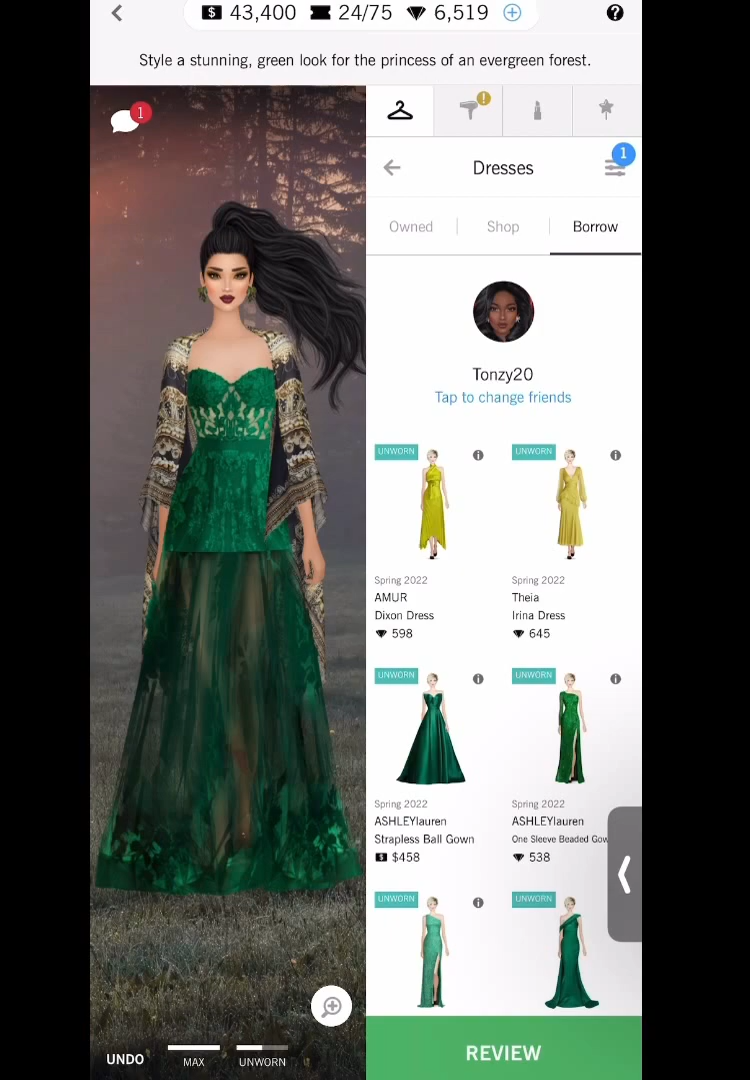 $ 43,400 24/75 6,519
Style a stunning, green look for the princess of an evergreen forest.
1
!
Dresses
1
Owned
Shop
Borrow
Tonzy20
Tap to change friends
UNWORN
UNWORN
Spring 2022
AMUR
Dixon Dress
598
Spring 2022
Theia
Irina Dress
645
UNWORN
UNWORN
Spring 2022
ASHLEYlauren
Strapless Ball Gown
$458
Spring 2022
ASHLEYlauren
One Sleeve Beaded Gow
538
UNWORN
UNWORN
UNDO
MAX
UNWORN
REVIEW